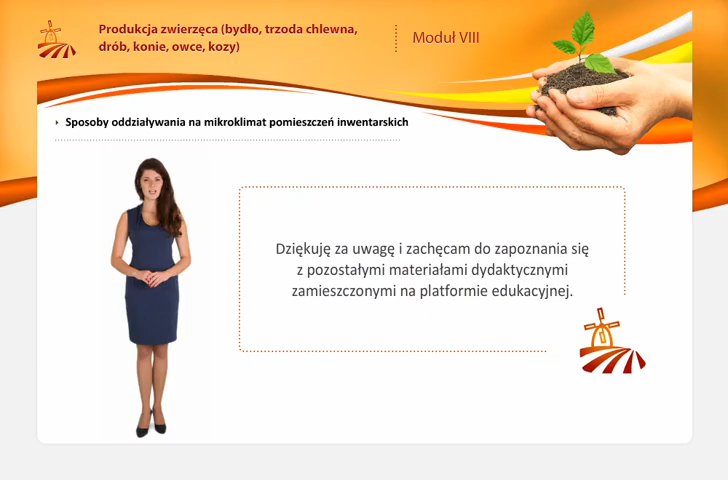 Produkcja zwierzęca (bydło, trzoda chlewna,
drób, konie, owce, kozy)
Moduł VIII
Sposoby oddziaływania na mikroklimat pomieszczeń inwentarskich
Dziękuję za uwagę i zachęcam do zapoznania się
z pozostałymi materiałami dydaktycznymi
zamieszczonymi na platformie edukacyjnej.